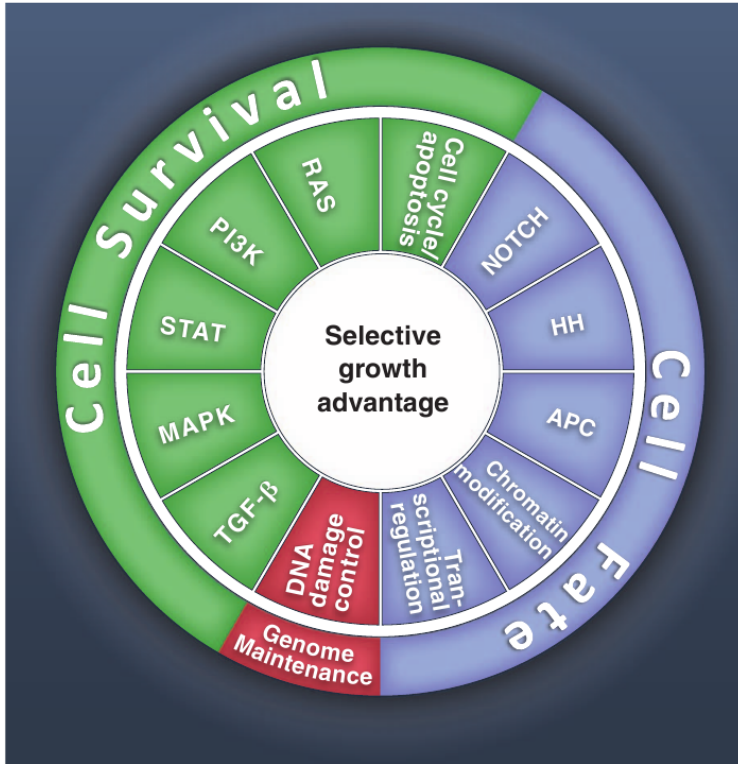 Cell Survival
Cell Fate
Genome
Maintenance
Cell cycle/
apoptosis
NOTCH
HH
APC
Chromatin
modification
Tran-
scriptional
regulation
DNA
damage
control
TGF-β
MAPK
STAT
PI3K
RAS
Selective
growth
advantage